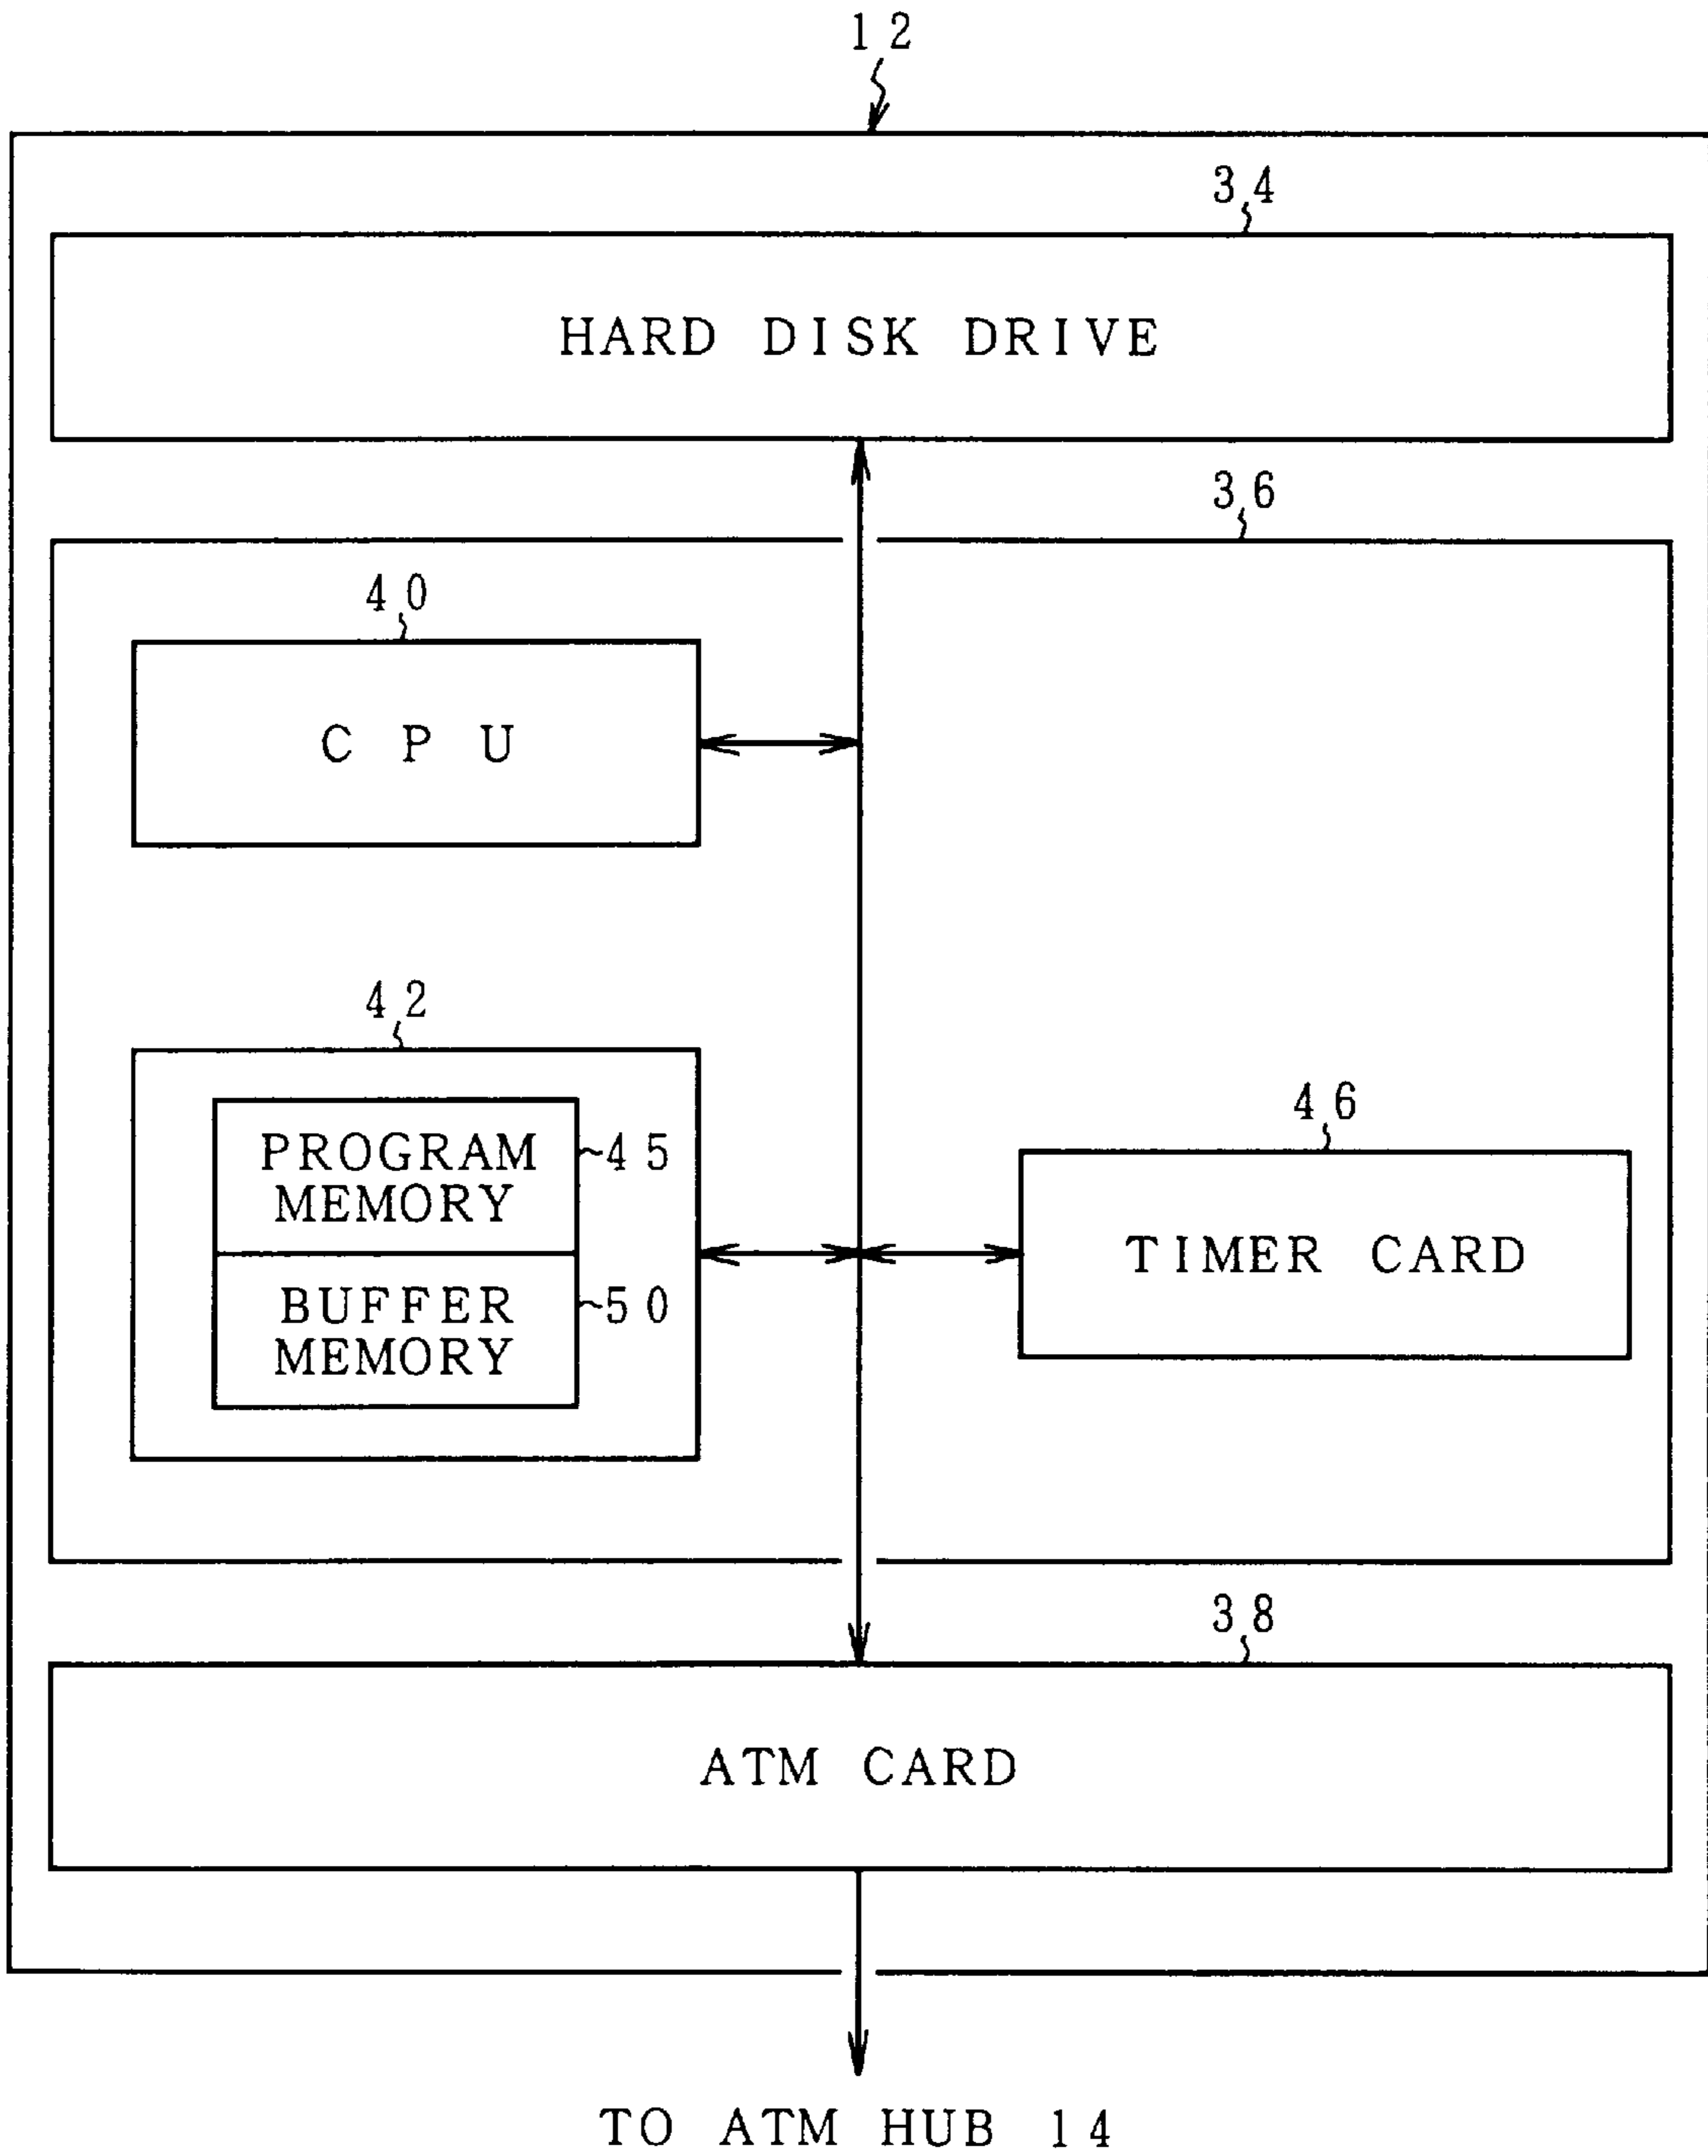 12
34
HARD DISK DRIVE
36
40
CPU
42
PROGRAM
MEMORY
45
BUFFER
MEMORY
50
46
TIMER CARD
38
ATM CARD
TO ATM HUB 14